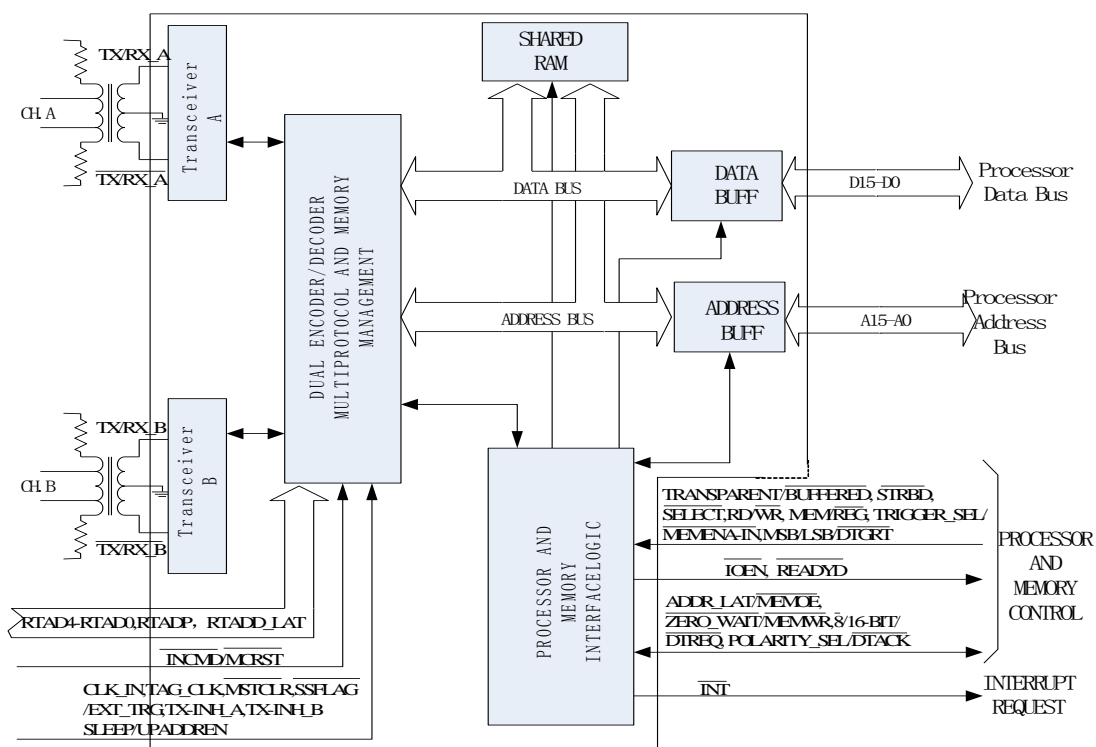 SHARED
RAM
TX/RX_A
CH.A
TX/RX_A
Transceiver
A
DUAL ENCODER/DECODER
MULTIPROTOCOL AND MEMORY
MANAGEMENT
DATA BUS
DATA
BUFF
D15-D0
Processor
Data Bus
ADDRESS BUS
ADDRESS
BUFF
A15-A0
Processor
Address
Bus
TX/RX_B
CH.B
TX/RX_B
Transceiver
B
PROCESSOR AND
MEMORY
INTERFACELOGIC
TRANSPARENT/BUFFERED, STRBD,
SELECT,RD/WR, MEM/REG, TRIGGER_SEL/
MEMENA-IN,MSB/LSB/DTGRT
IOEN, READYD
ADDR_LAT/MEMOE,
ZERO_WAIT/MEMWR,8/16-BIT/
DTREQ, POLARITY_SEL/DTACK
PROCESSOR
AND
MEMORY
CONTROL
INT
INTERRUPT
REQUEST
RTAD4-RTAD0,RTADP, RTADD_LAT
INCMD/MCRST
CLK_IN,TAG_CLK,MSTCLR,SSFLAG
/EXT_TRG,TX-INH_A,TX-INH_B
SLEEP/UPADDREN